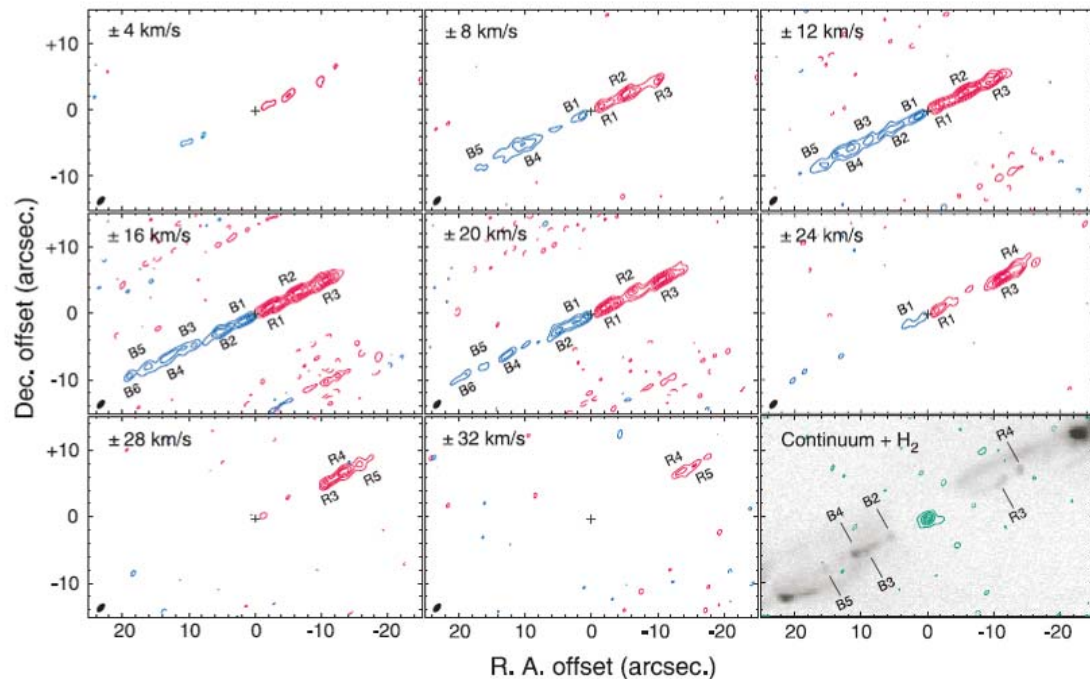 ± 4 km/s
± 8 km/s
± 12 km/s
+10
0
-10
B5
B4
B1
R1
R2
R3
B5
B4
B3
B2
B1
R1
R2
R3
± 16 km/s
± 20 km/s
± 24 km/s
+10
0
-10
B6
B5
B4
B3
B2
B1
R1
R2
R3
B6
B5
B4
B2
B1
R1
R2
R3
B1
R1
R3
R4
± 28 km/s
± 32 km/s
Continuum + H₂
+10
0
-10
R3
R4
R5
R4
R5
B5
B4
B3
B2
R3
R4
20 10 0 -10 -20
20 10 0 -10 -20
20 10 0 -10 -20
Dec. offset (arcsec.)
R. A. offset (arcsec.)